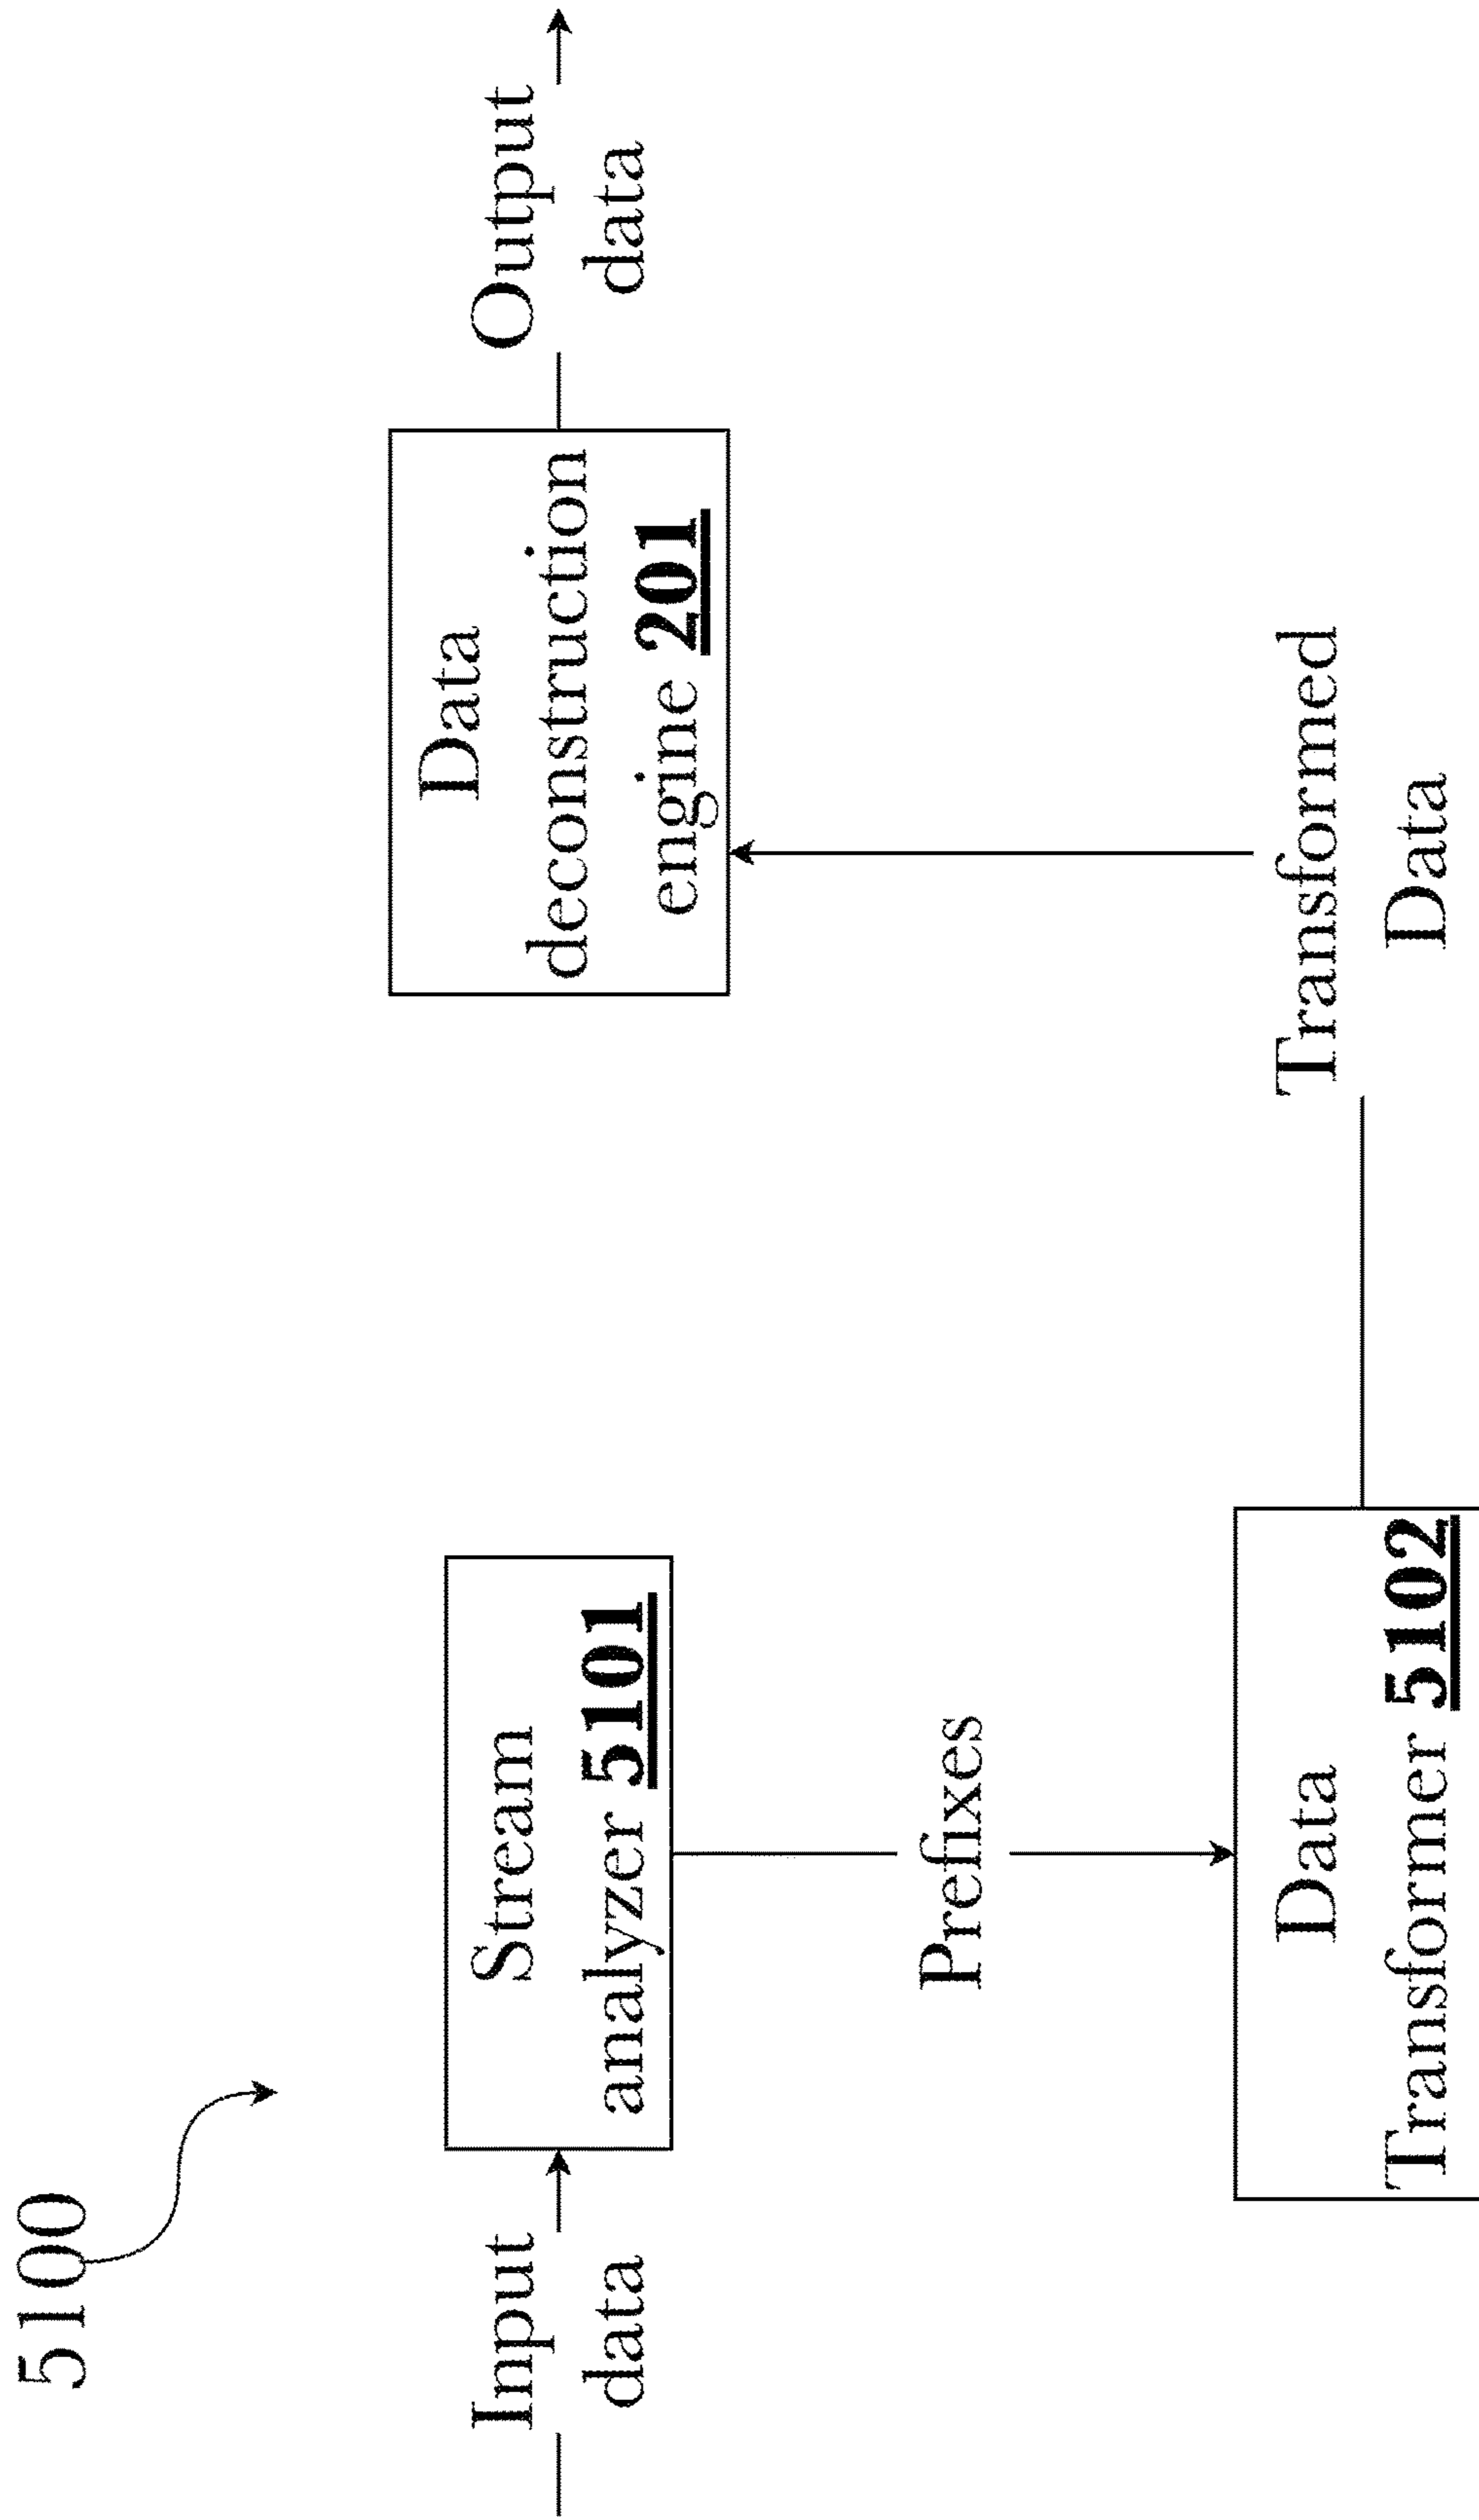 5100
Input
data
Stream
analyzer 5101
Prefixes
Data
Transformer 5102
Transformed
Data
Data
deconstruction
engine 201
Output
data